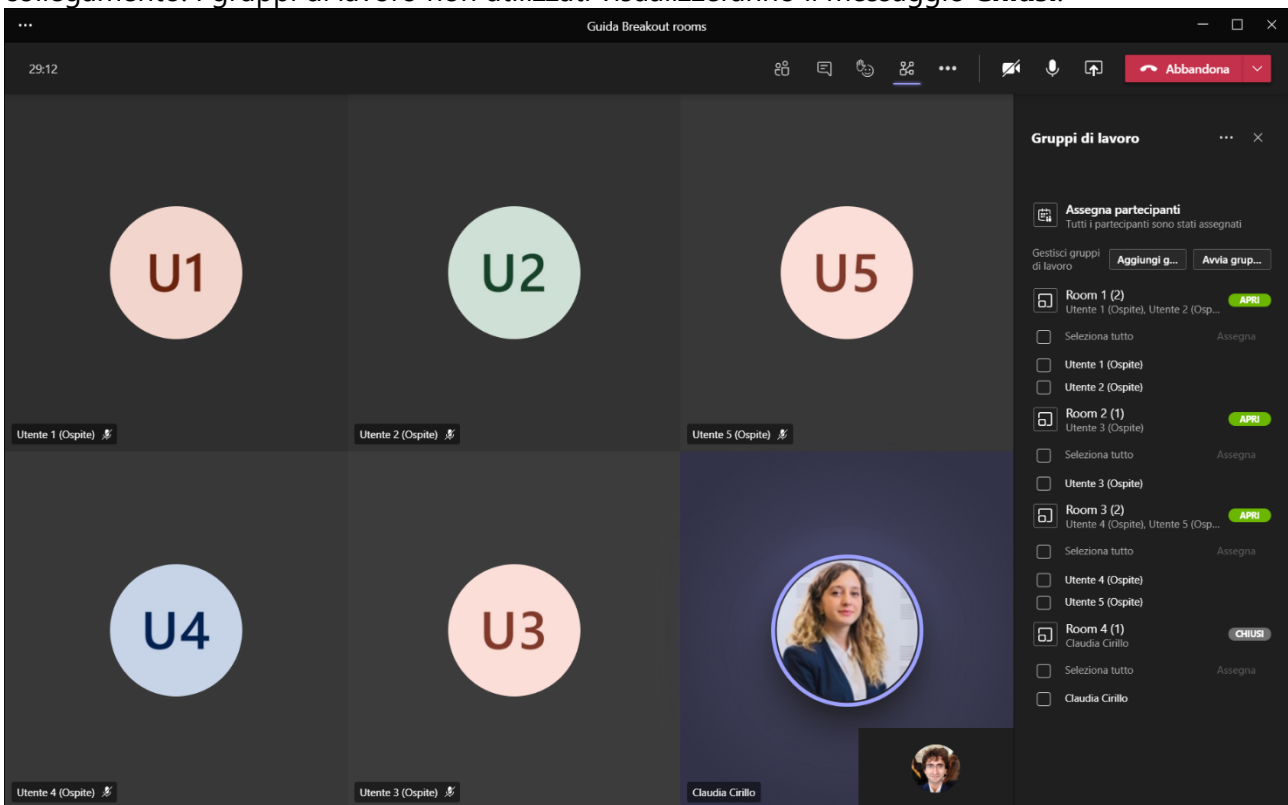 collegamento. I gruppi di lavoro non utilizzati visualizzeranno il messaggio Chiusi.
Guida Breakout rooms
29:12
Abbandona
Gruppi di lavoro
Assegna partecipanti
Tutti i partecipanti sono stati assegnati
Gestisci gruppi di lavoro
Aggiungi g...
Avvia grup...
Room 1 (2)
Utente 1 (Ospite), Utente 2 (Osp...
APRI
Seleziona tutto
Assegna
Utente 1 (Ospite)
Utente 2 (Ospite)
Room 2 (1)
Utente 3 (Ospite)
APRI
Seleziona tutto
Assegna
Utente 3 (Ospite)
Room 3 (2)
Utente 4 (Ospite), Utente 5 (Osp...
APRI
Seleziona tutto
Assegna
Utente 4 (Ospite)
Utente 5 (Ospite)
Room 4 (1)
Claudia Cirillo
CHIUSI
Seleziona tutto
Assegna
Claudia Cirillo
U1
Utente 1 (Ospite)
U2
Utente 2 (Ospite)
U5
Utente 5 (Ospite)
U4
Utente 4 (Ospite)
U3
Utente 3 (Ospite)
Claudia Cirillo